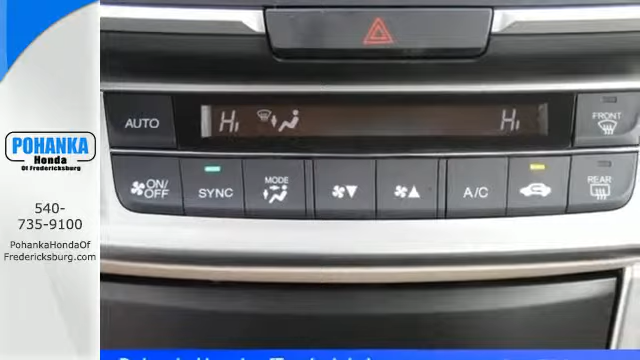 POHANKA
Honda
Of Fredericksburg
540-
735-9100
PohankaHondaOf
Fredericksburg.com
AUTO
Hi
Hi
FRONT
ON/
OFF
SYNC
MODE
A/C
REAR